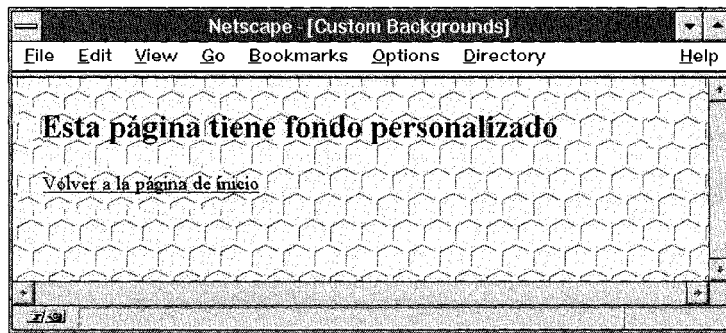 Netscape - [Custom Backgrounds]
File Edit View Go Bookmarks Options Directory Help
Esta página tiene fondo personalizado
Volver a la página de inicio